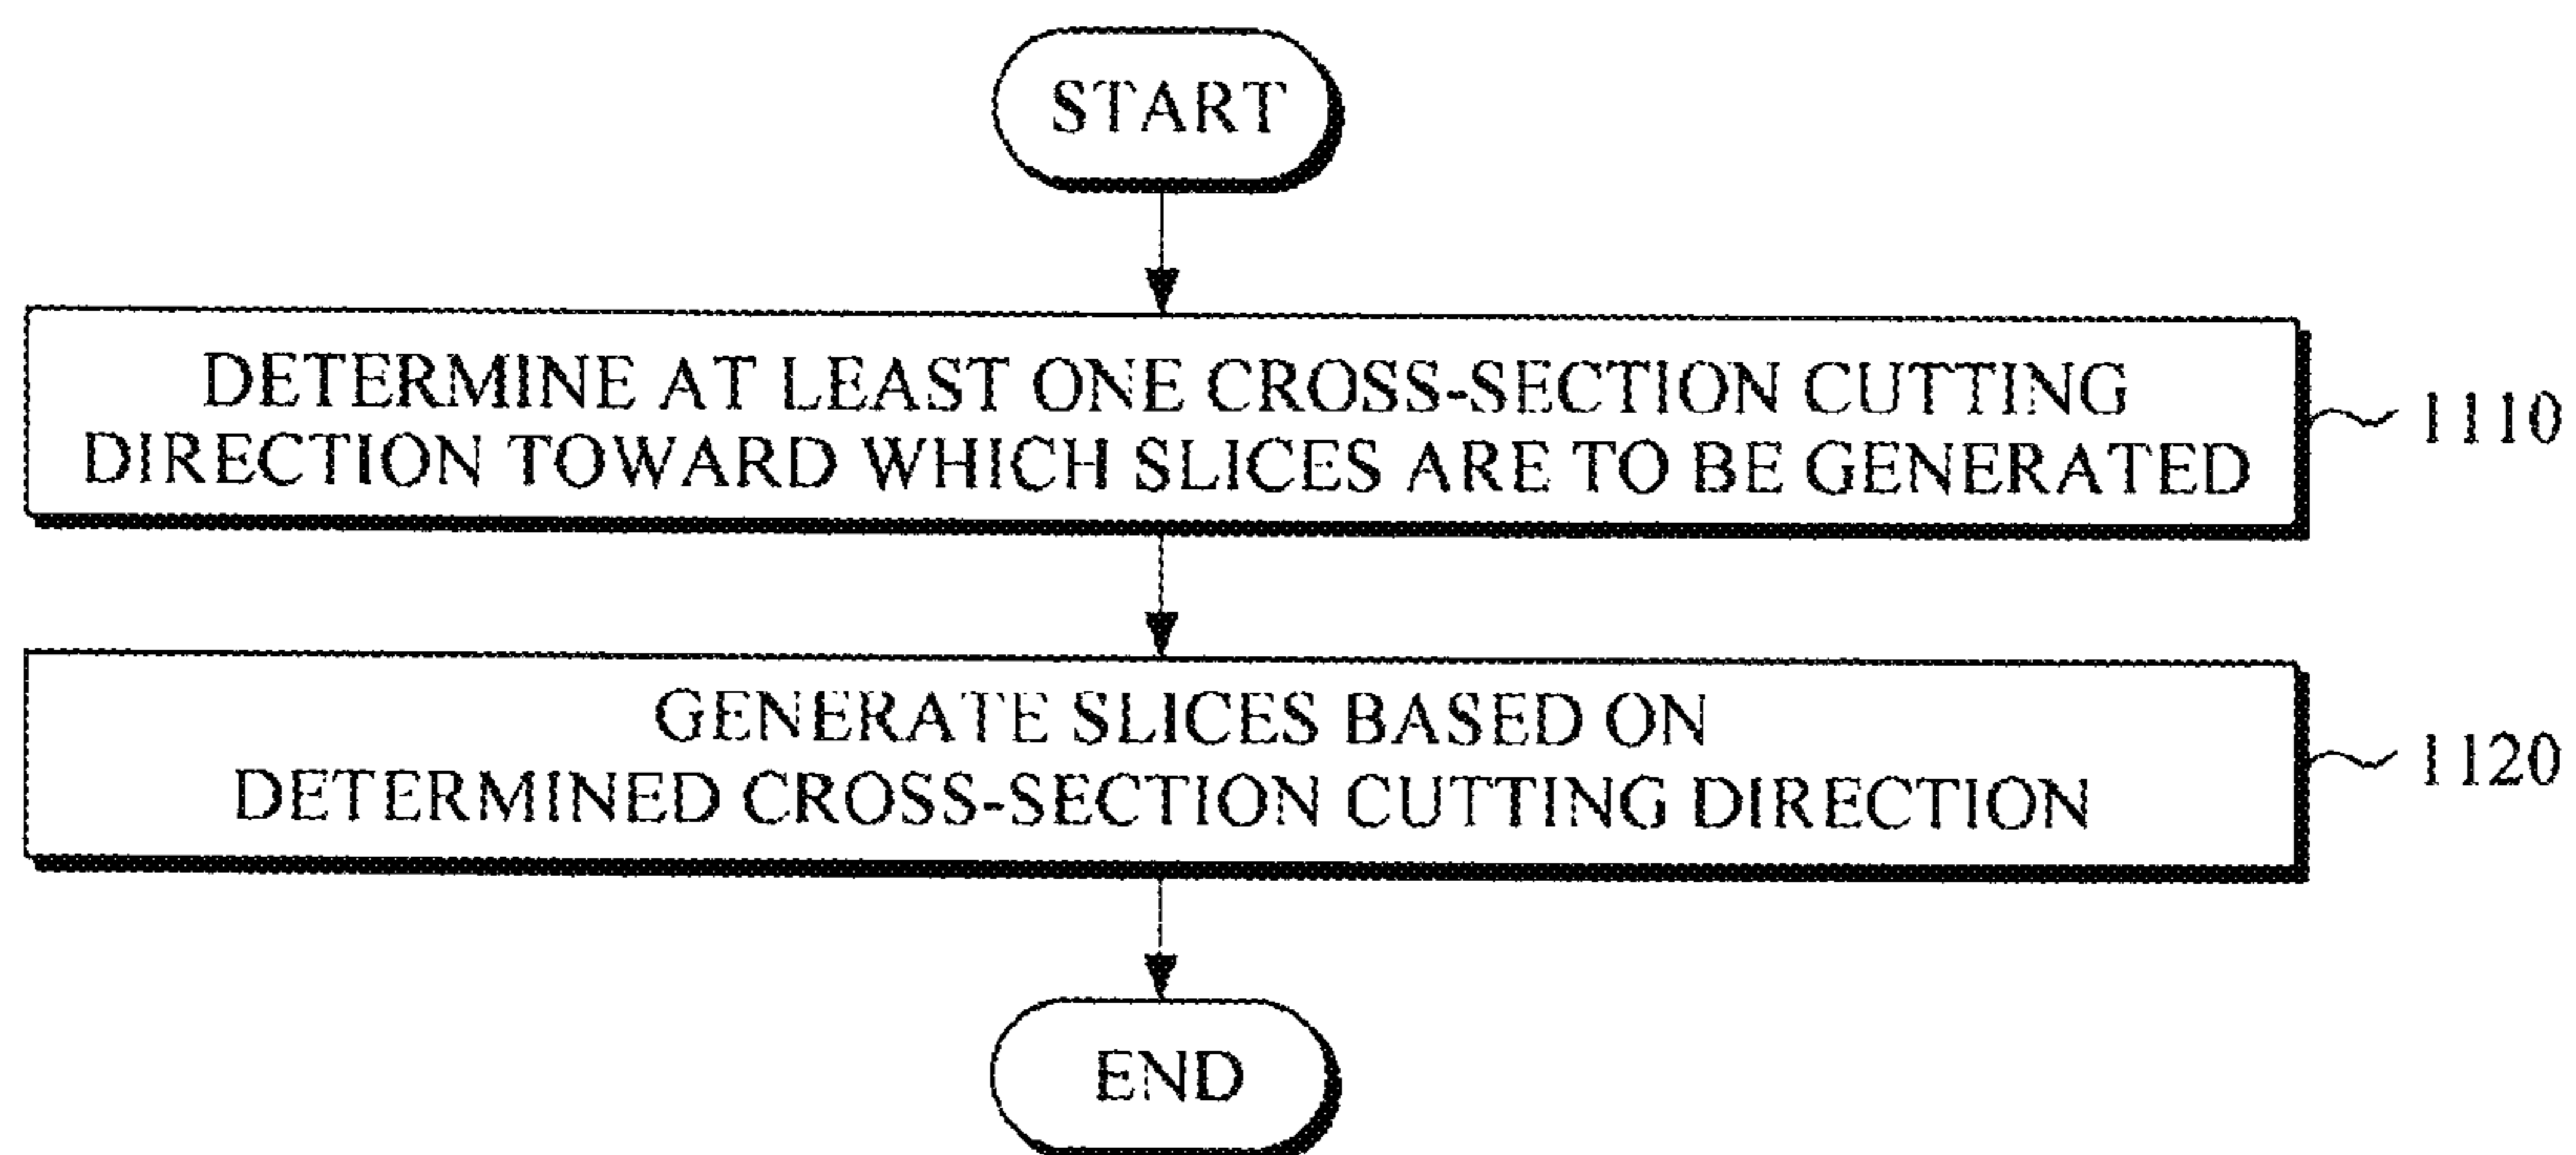 START
DETERMINE AT LEAST ONE CROSS-SECTION CUTTING
DIRECTION TOWARD WHICH SLICES ARE TO BE GENERATED
1110
GENERATE SLICES BASED ON
DETERMINED CROSS-SECTION CUTTING DIRECTION
1120
END